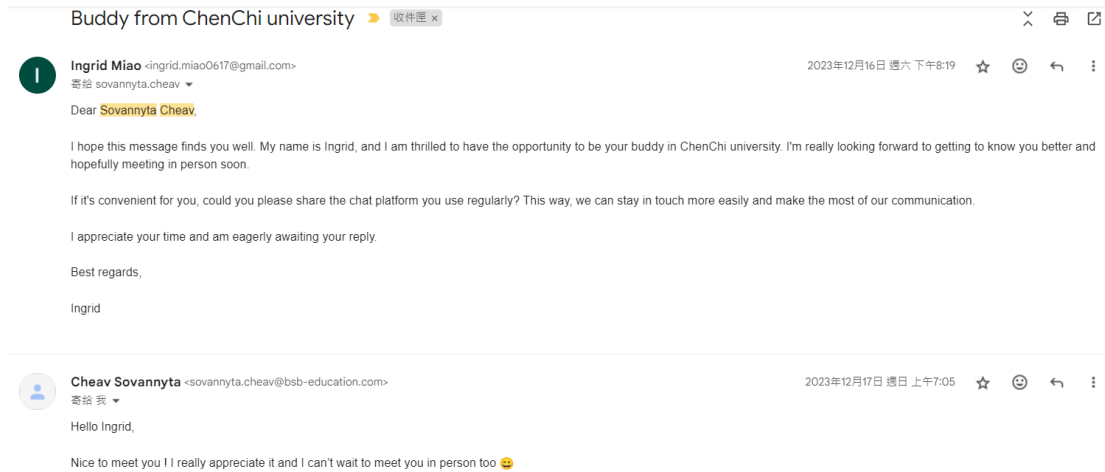 Buddy from ChenChi university 收件匣 ×
I
Ingrid Miao <ingrid.miao0617@gmail.com> 2023年12月16日 週六 下午8:19
寄給 sovannyta.cheav
Dear Sovannyta Cheav,
I hope this message finds you well. My name is Ingrid, and I am thrilled to have the opportunity to be your buddy in ChenChi university. I'm really looking forward to getting to know you better and
hopefully meeting in person soon.
If it's convenient for you, could you please share the chat platform you use regularly? This way, we can stay in touch more easily and make the most of our communication.
I appreciate your time and am eagerly awaiting your reply.
Best regards,
Ingrid
Cheav Sovannyta <sovannyta.cheav@bsb-education.com> 2023年12月17日 週日 上午7:05
寄給 我
Hello Ingrid,
Nice to meet you ! I really appreciate it and I can't wait to meet you in person too 😄